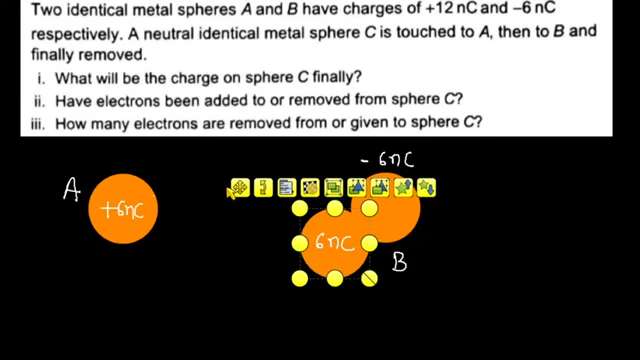 Two identical metal spheres A and B have charges of +12 nC and –6 nC
respectively. A neutral identical metal sphere C is touched to A, then to B and
finally removed.
i. What will be the charge on sphere C finally?
ii. Have electrons been added to or removed from sphere C?
iii. How many electrons are removed from or given to sphere C?
- 6nC
A
+6nC
6nC
B